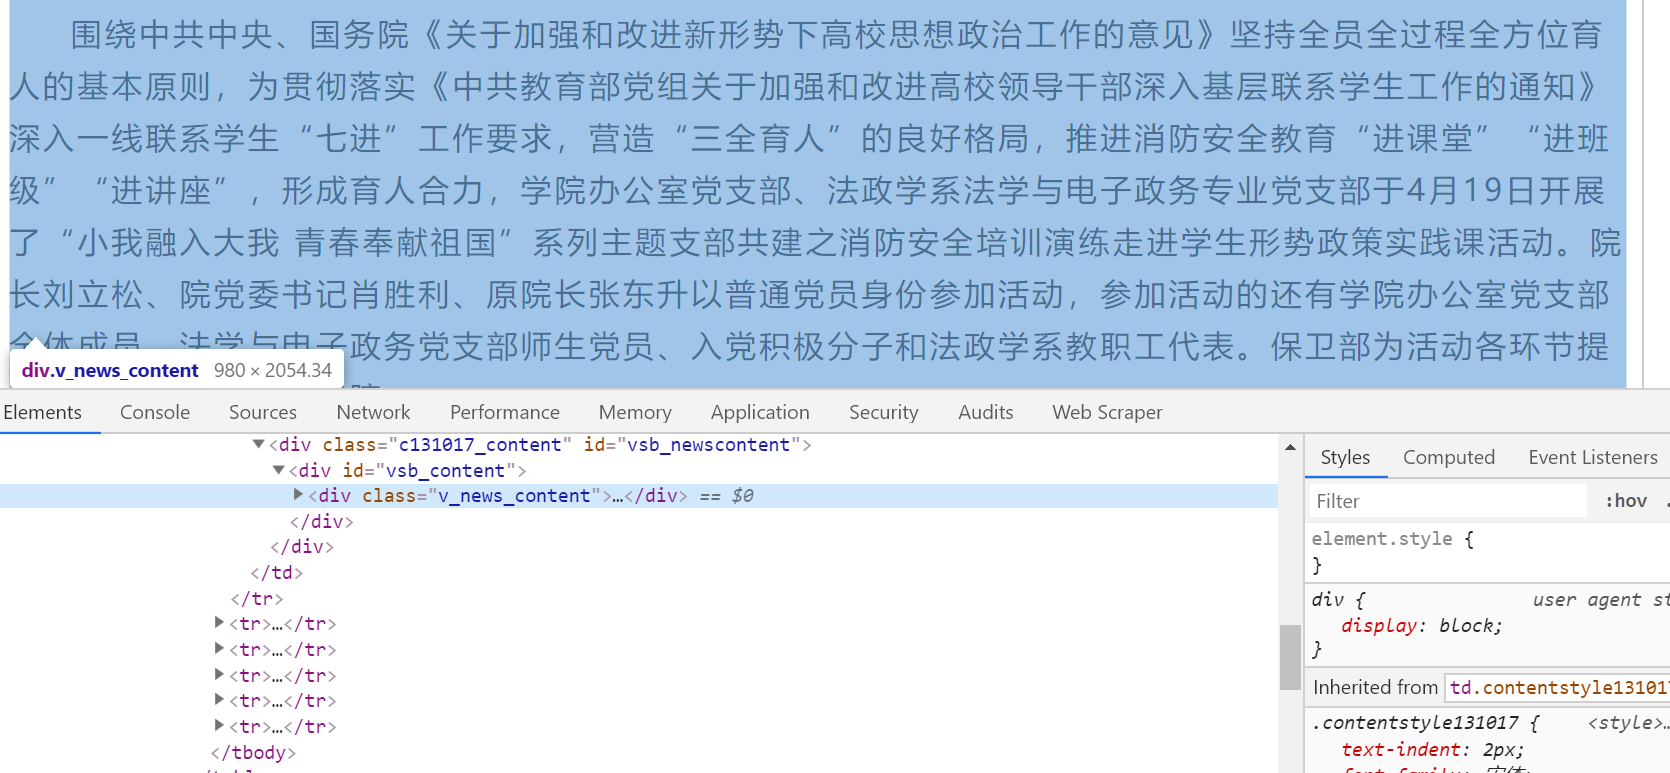 围绕中共中央、国务院《关于加强和改进新形势下高校思想政治工作的意见》坚持全员全过程全方位育
人的基本原则，为贯彻落实《中共教育部党组关于加强和改进高校领导干部深入基层联系学生工作的通知》
深入一线联系学生“七进”工作要求，营造“三全育人”的良好格局，推进消防安全教育“进课堂”“进班
级”“进讲座”，形成育人合力，学院办公室党支部、法政学系法学与电子政务专业党支部于4月19日开展
了“小我融入大我 青春奉献祖国”系列主题支部共建之消防安全培训演练走进学生形势政策实践课活动。院
长刘立松、院党委书记肖胜利、原院长张东升以普通党员身份参加活动，参加活动的还有学院办公室党支部
全体成员、法学与电子政务党支部师生党员、入党积极分子和法政学系教职工代表。保卫部为活动各环节提
div.v_news_content 980 × 2054.34
Elements Console Sources Network Performance Memory Application Security Audits Web Scraper
▼<div class="c131017_content" id="vsb_newscontent">
▼<div id="vsb_content">
▶<div class="v_news_content">…</div> == $0
</div>
</div>
</td>
</tr>
▶<tr>…</tr>
▶<tr>…</tr>
▶<tr>…</tr>
▶<tr>…</tr>
▶<tr>…</tr>
</tbody>
Styles Computed Event Listeners
Filter :hov
element.style {
}
div { user agent st
display: block;
}
Inherited from td.contentstyle131017
.contentstyle131017 { <style>…
text-indent: 2px;
font-family: 宋体;